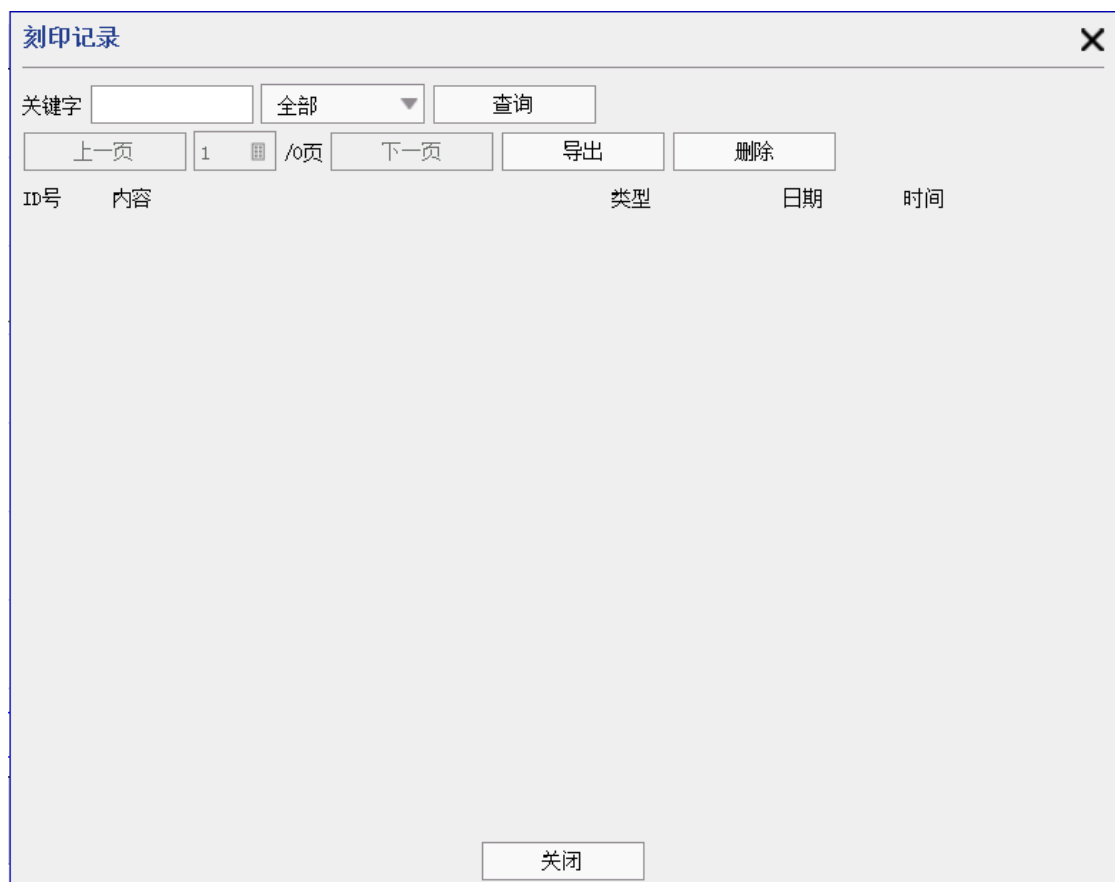 刻印记录
关键字 全部 查询
上一页 1 /0页 下一页 导出 删除
ID号 内容 类型 日期 时间
关闭